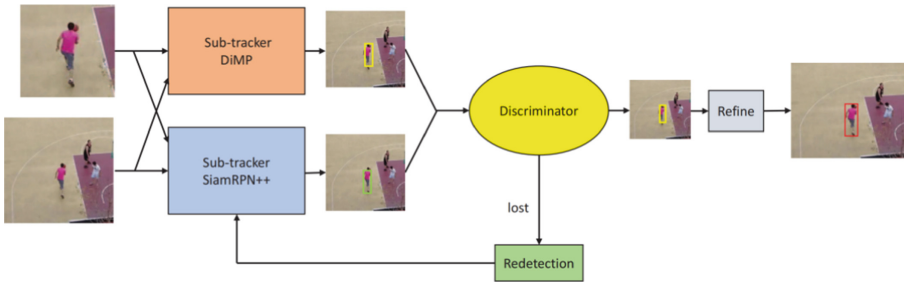 Sub-tracker
DiMP
Sub-tracker
SiamRPN++
Discriminator
Refine
lost
Redetection